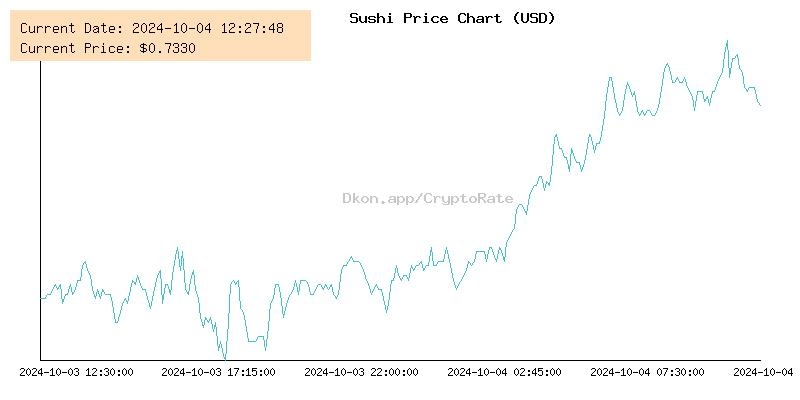 Sushi Price Chart (USD)
Current Date: 2024-10-04 12:27:48
Current Price: $0.7330
Dkon.app/CryptoRate
2024-10-03 12:30:00 2024-10-03 17:15:00 2024-10-03 22:00:00 2024-10-04 02:45:00 2024-10-04 07:30:00 2024-10-04